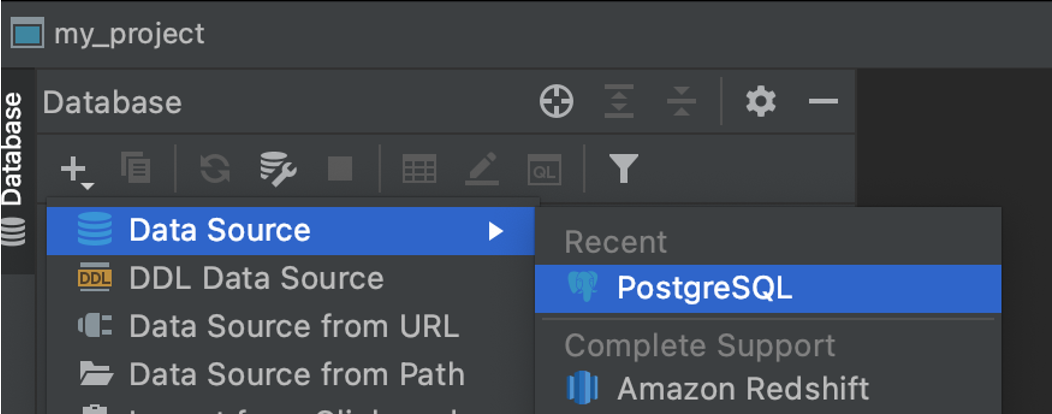 my_project
Database
Database
QL
Data Source
DDL
DDL Data Source
Data Source from URL
Data Source from Path
Recent
PostgreSQL
Complete Support
Amazon Redshift